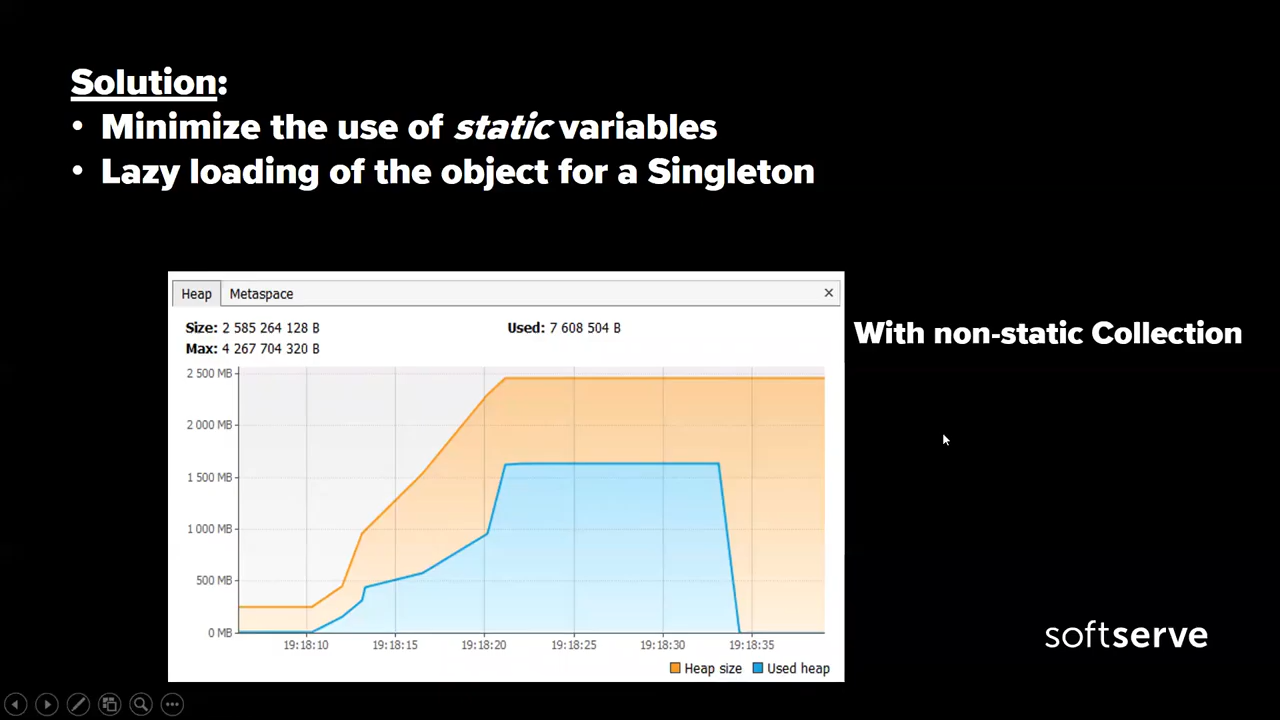 Solution:
• Minimize the use of static variables
• Lazy loading of the object for a Singleton
Heap Metaspace ×
Size: 2 585 264 128 B Used: 7 608 504 B
Max: 4 267 704 320 B
With non-static Collection
2 500 MB
2 000 MB
1 500 MB
1 000 MB
500 MB
0 MB
19:18:10 19:18:15 19:18:20 19:18:25 19:18:30 19:18:35
Heap size Used heap
softserve